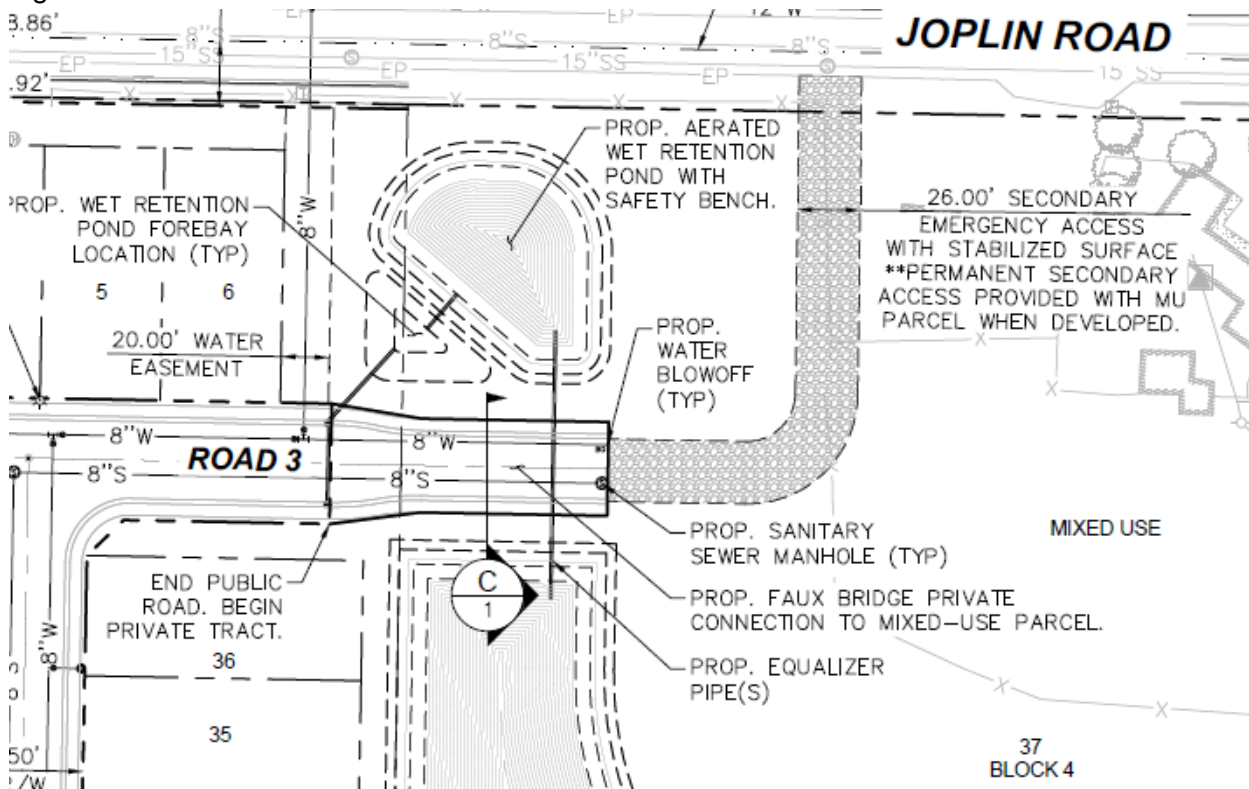 3.86'
EP
8"S
EP
12"W
8"S
JOPLIN ROAD
15"SS
15"SS
EP
EP
15 SS
.92'
PROP. AERATED
WET RETENTION
POND WITH
SAFETY BENCH.
PROP. WET RETENTION
POND FOREBAY
LOCATION (TYP)
8"W
26.00' SECONDARY
EMERGENCY ACCESS
WITH STABILIZED SURFACE
**PERMANENT SECONDARY
ACCESS PROVIDED WITH MU
PARCEL WHEN DEVELOPED.
5
6
20.00' WATER
EASEMENT
PROP.
WATER
BLOWOFF
(TYP)
8"W
8"W
ROAD 3
8"S
8"S
PROP. SANITARY
SEWER MANHOLE (TYP)
MIXED USE
END PUBLIC
ROAD. BEGIN
PRIVATE TRACT.
C
1
PROP. FAUX BRIDGE PRIVATE
CONNECTION TO MIXED-USE PARCEL.
8"W
36
PROP. EQUALIZER
PIPE(S)
35
37
BLOCK 4
50'
/W